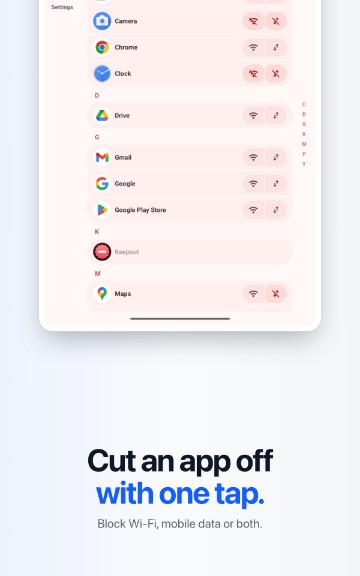 Settings
Camera
Chrome
Clock
D
Drive
G
Gmail
Google
Google Play Store
K
Keepout
M
Maps
C
D
G
K
M
P
Y
Cut an app off
with one tap.
Block Wi-Fi, mobile data or both.